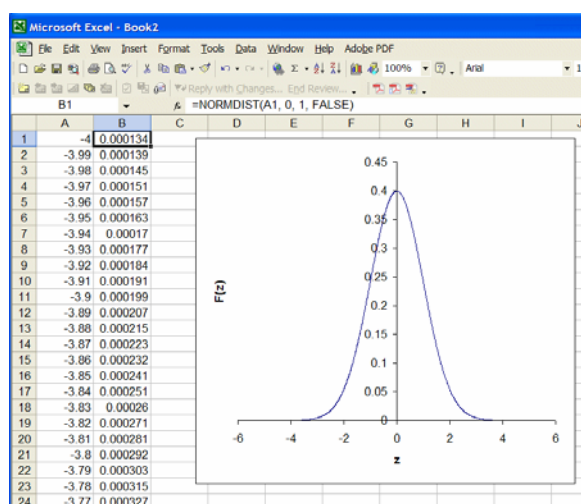 Microsoft Excel - Book2
File Edit View Insert Format Tools Data Window Help Adobe PDF
100% Arial 1
Reply with Changes... End Review...
B1 fx =NORMDIST(A1, 0, 1, FALSE)
A B C D E F G H I J
1 -4 0.000134
2 -3.99 0.000139
3 -3.98 0.000145
4 -3.97 0.000151
5 -3.96 0.000157
6 -3.95 0.000163
7 -3.94 0.00017
8 -3.93 0.000177
9 -3.92 0.000184
10 -3.91 0.000191
11 -3.9 0.000199
12 -3.89 0.000207
13 -3.88 0.000215
14 -3.87 0.000223
15 -3.86 0.000232
16 -3.85 0.000241
17 -3.84 0.000251
18 -3.83 0.00026
19 -3.82 0.000271
20 -3.81 0.000281
21 -3.8 0.000292
22 -3.79 0.000303
23 -3.78 0.000315
24 -3.77 0.000327
0.45
0.4
0.35
0.3
0.25
0.2
0.15
0.1
0.05
0
F(z)
-6 -4 -2 0 2 4 6
z